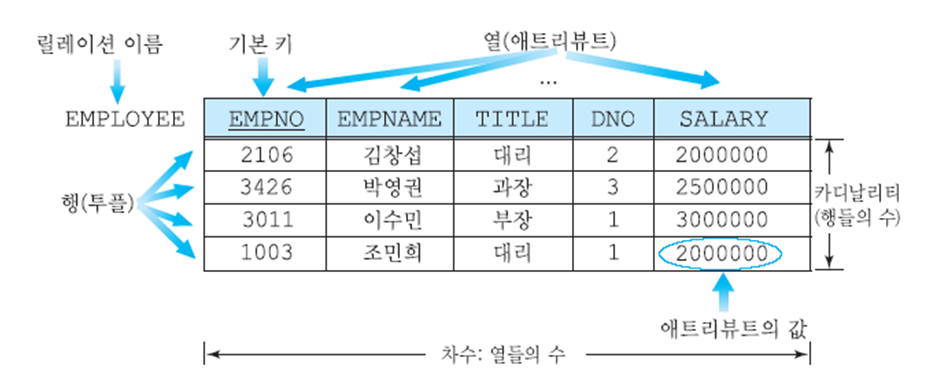 릴레이션 이름
기본 키
열(애트리뷰트)
...
EMPLOYEE
EMPNO EMPNAME TITLE DNO SALARY
2106 김창섭 대리 2 2000000
3426 박영권 과장 3 2500000
3011 이수민 부장 1 3000000
1003 조민희 대리 1 2000000
행(투플)
카디날리티
(행들의 수)
애트리뷰트의 값
차수: 열들의 수